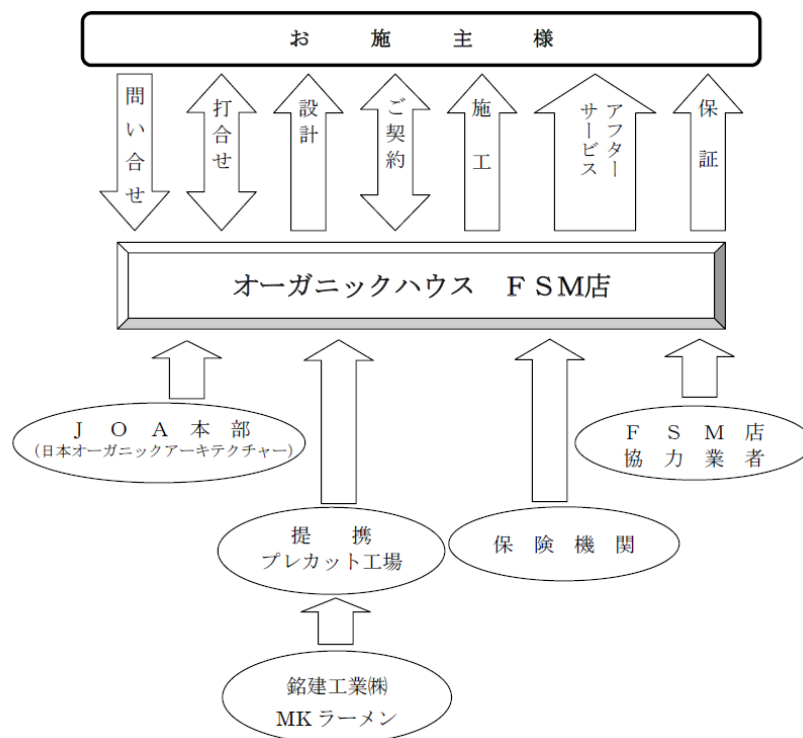 お施主様
問い合せ
打合せ
設計
ご契約
施工
アフター
サービス
保証
オーガニックハウス ＦＳＭ店
ＪＯＡ本部
(日本オーガニックアーキテクチャー)
ＦＳＭ店
協力業者
提携
プレカット工場
保険機関
銘建工業㈱
MKラーメン